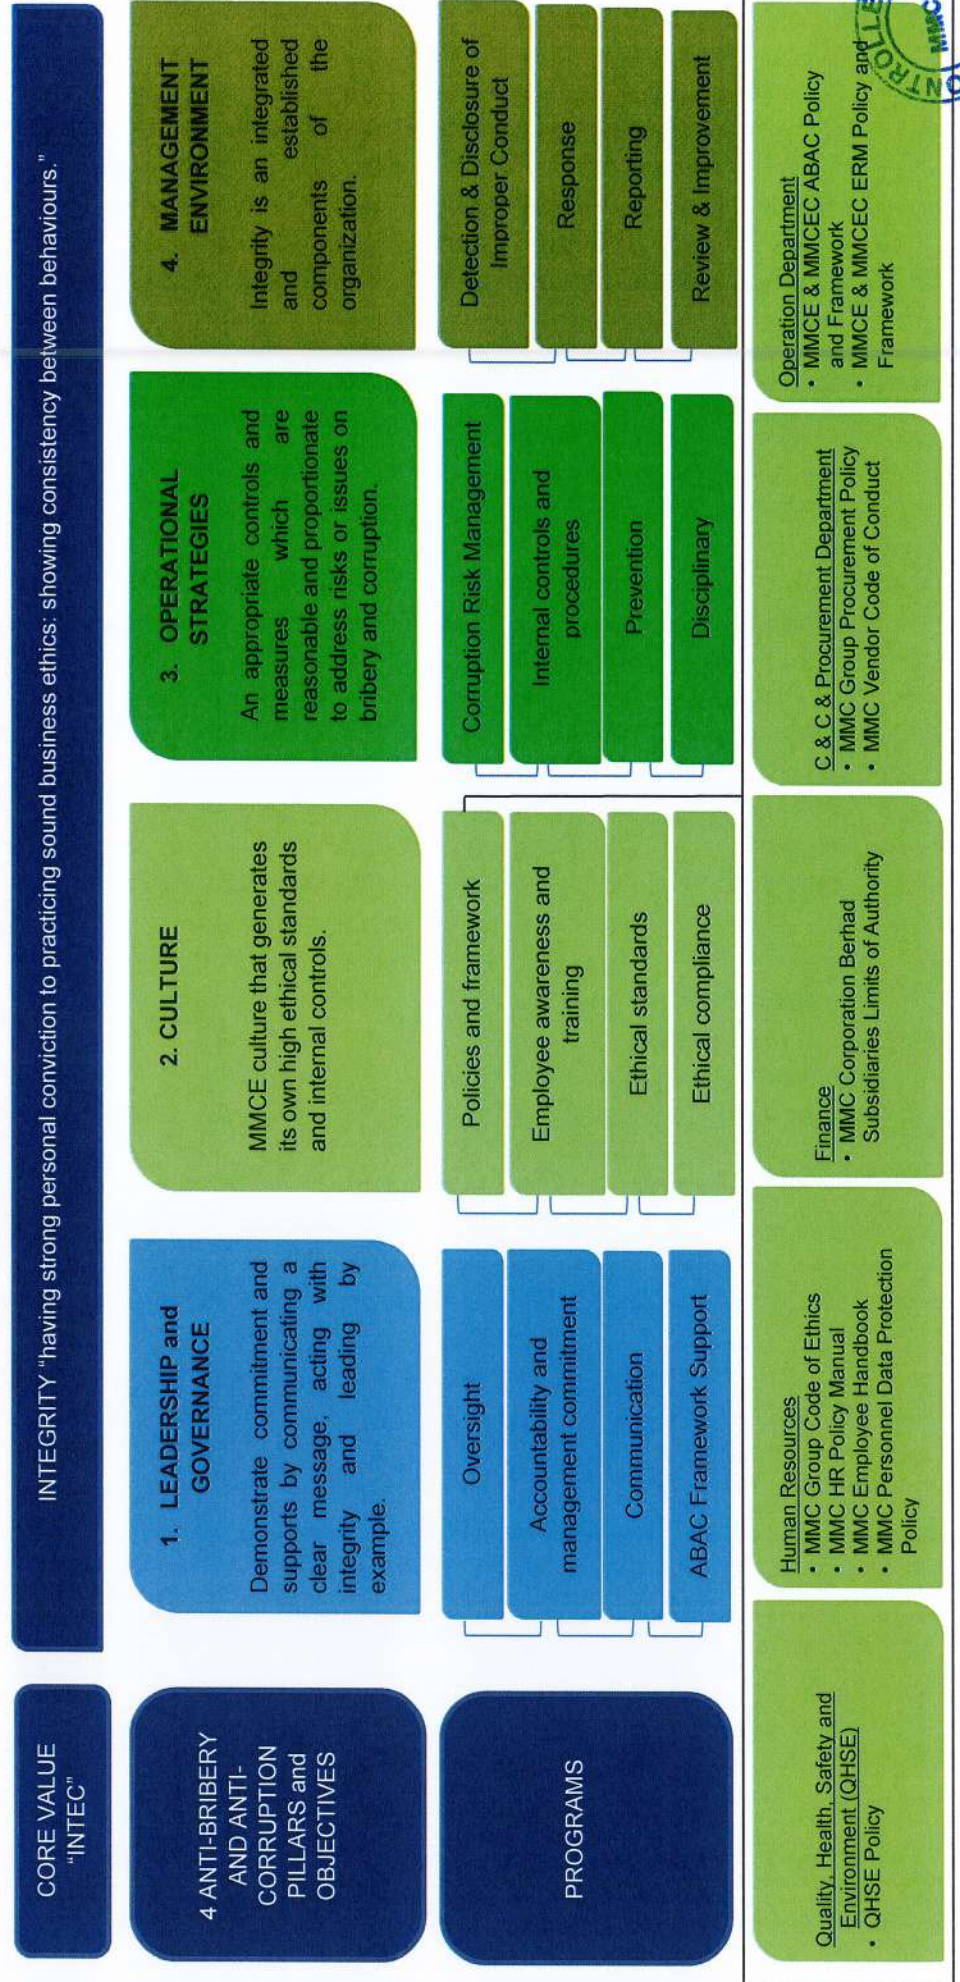 CORE VALUE
"INTEC"
INTEGRITY "having strong personal conviction to practicing sound business ethics: showing consistency between behaviours."
4 ANTI-BRIBERY
AND ANTI-
CORRUPTION
PILLARS and
OBJECTIVES
1. LEADERSHIP and
GOVERNANCE
Demonstrate commitment and
supports by communicating a
clear message, acting with
integrity and leading by
example.
2. CULTURE
MMCE culture that generates
its own high ethical standards
and internal controls.
3. OPERATIONAL
STRATEGIES
An appropriate controls and
measures which are
reasonable and proportionate
to address risks or issues on
bribery and corruption.
4. MANAGEMENT
ENVIRONMENT
Integrity is an integrated
and established
components of the
organization.
PROGRAMS
Oversight
Accountability and
management commitment
Communication
ABAC Framework Support
Policies and framework
Employee awareness and
training
Ethical standards
Ethical compliance
Corruption Risk Management
Internal controls and
procedures
Prevention
Disciplinary
Detection & Disclosure of
Improper Conduct
Response
Reporting
Review & Improvement
Quality, Health, Safety and
Environment (QHSE)
• QHSE Policy
Human Resources
• MMC Group Code of Ethics
• MMC HR Policy Manual
• MMC Employee Handbook
• MMC Personnel Data Protection
Policy
Finance
• MMC Corporation Berhad
Subsidiaries Limits of Authority
C & C & Procurement Department
• MMC Group Procurement Policy
• MMC Vendor Code of Conduct
Operation Department
• MMCE & MMCEC ABAC Policy
and Framework
• MMCE & MMCEC ERM Policy and
Framework